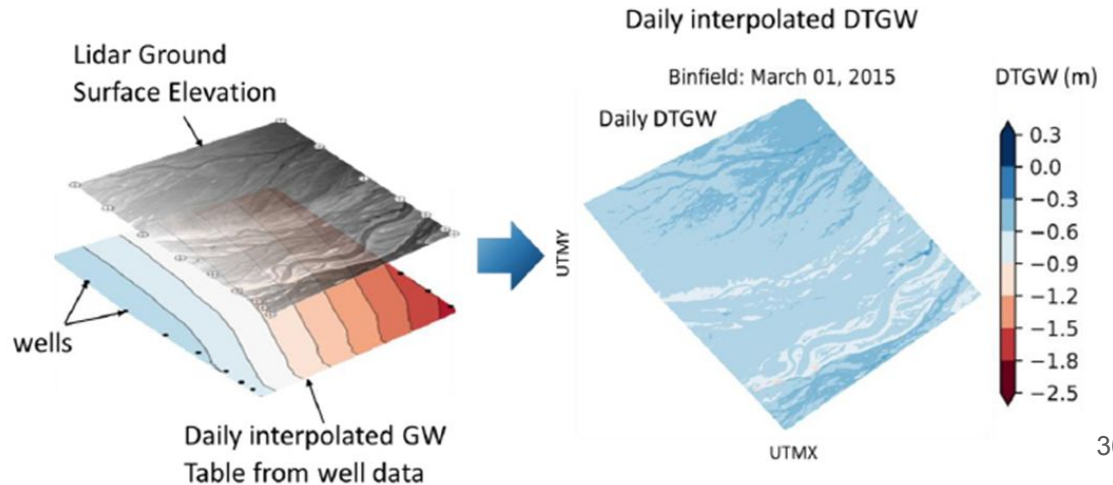 Daily interpolated DTGW
Lidar Ground
Surface Elevation
Binfield: March 01, 2015
DTGW (m)
Daily DTGW
0.3
0.0
−0.3
−0.6
−0.9
−1.2
−1.5
−1.8
−2.5
UTMY
wells
Daily interpolated GW
Table from well data
UTMX